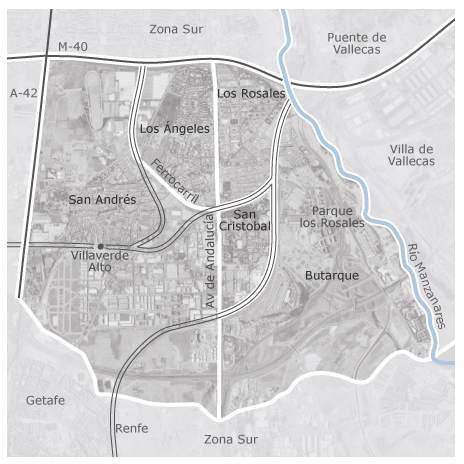 Zona Sur
Puente de
Vallecas
M-40
A-42
Los Rosales
Los Ángeles
Villa de
Vallecas
Ferrocarril
San Andrés
San
Cristobal
Parque
los Rosales
Villaverde
Alto
Av de Andalucía
Butarque
Río Manzanares
Getafe
Renfe
Zona Sur